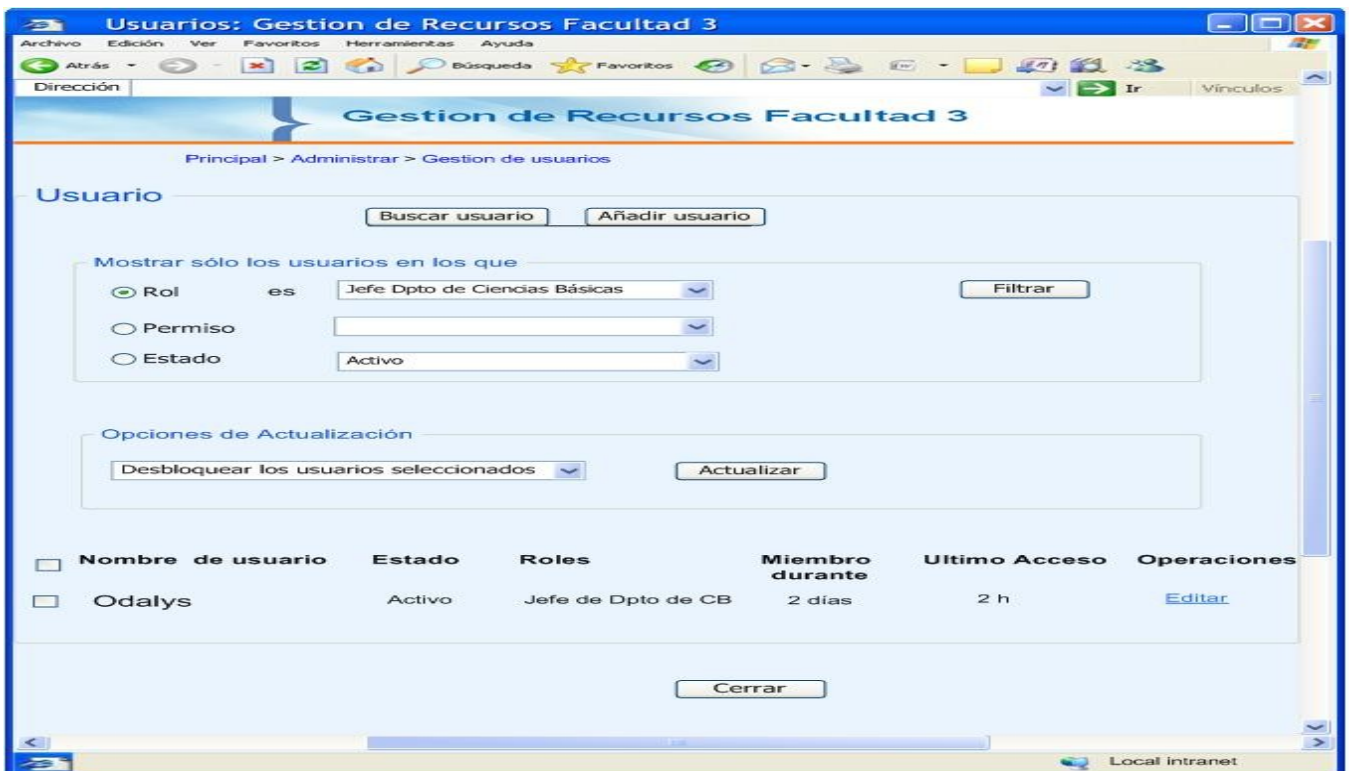 Usuarios: Gestion de Recursos Facultad 3
Archivo Edición Ver Favoritos Herramientas Ayuda
Atrás Búsqueda Favoritos
Dirección Ir Vínculos
Gestion de Recursos Facultad 3
Principal > Administrar > Gestion de usuarios
Usuario
Buscar usuario Añadir usuario
Mostrar sólo los usuarios en los que
Rol es Jefe Dpto de Ciencias Básicas Filtrar
Permiso
Estado Activo
Opciones de Actualización
Desbloquear los usuarios seleccionados Actualizar
Nombre de usuario Estado Roles Miembro durante Ultimo Acceso Operaciones
Odalys Activo Jefe de Dpto de CB 2 días 2 h Editar
Cerrar
Local intranet